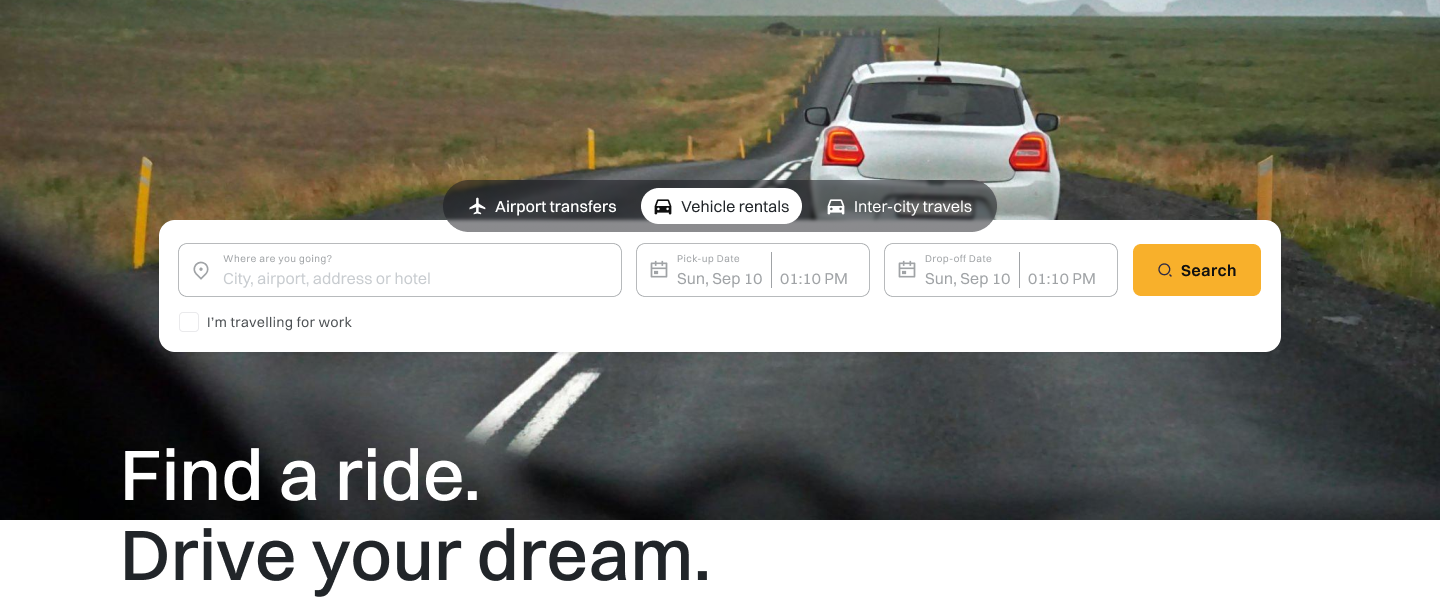 Airport transfers
Vehicle rentals
Inter-city travels
Where are you going?
City, airport, address or hotel
Pick-up Date
Sun, Sep 10
01:10 PM
Drop-off Date
Sun, Sep 10
01:10 PM
Search
I'm travelling for work
Find a ride.
Drive your dream.